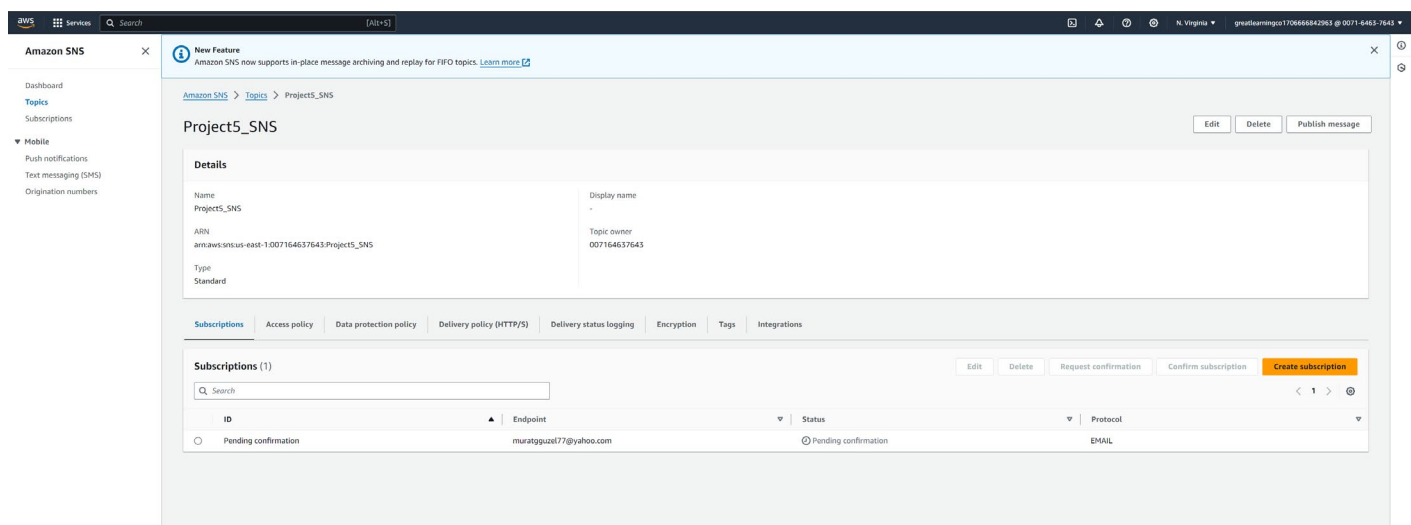 aws Services Search [Alt+S] N. Virginia greatlearningco1706666842963 @ 0071-6463-7643
Amazon SNS
Dashboard
Topics
Subscriptions
Mobile
Push notifications
Text messaging (SMS)
Origination numbers
New Feature
Amazon SNS now supports in-place message archiving and replay for FIFO topics. Learn more
Amazon SNS > Topics > Project5_SNS
Project5_SNS
Edit Delete Publish message
Details
Name
Project5_SNS
ARN
arn:aws:sns:us-east-1:007164637643:Project5_SNS
Type
Standard
Display name
-
Topic owner
007164637643
Subscriptions Access policy Data protection policy Delivery policy (HTTP/S) Delivery status logging Encryption Tags Integrations
Subscriptions (1)
Edit Delete Request confirmation Confirm subscription Create subscription
Search
< 1 >
ID Endpoint Status Protocol
Pending confirmation muratgguzel77@yahoo.com Pending confirmation EMAIL